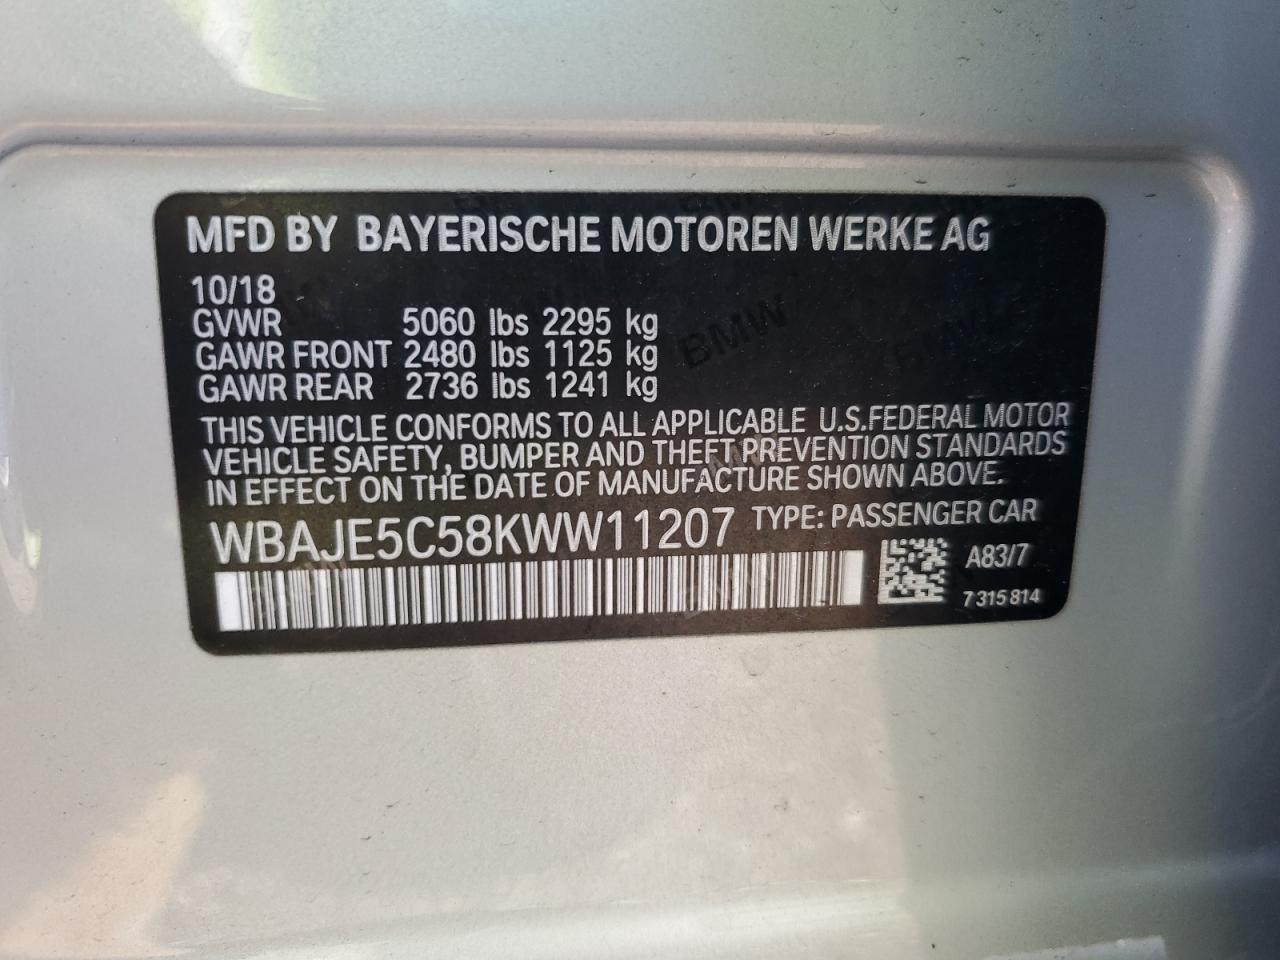 MFD BY BAYERISCHE MOTOREN WERKE AG
10/18
GVWR 5060 lbs 2295 kg
GAWR FRONT 2480 lbs 1125 kg
GAWR REAR 2736 lbs 1241 kg
THIS VEHICLE CONFORMS TO ALL APPLICABLE U.S.FEDERAL MOTOR
VEHICLE SAFETY, BUMPER AND THEFT PREVENTION STANDARDS
IN EFFECT ON THE DATE OF MANUFACTURE SHOWN ABOVE.
WBAJE5C58KWW11207 TYPE: PASSENGER CAR
A83/7
7 315 814
BMW